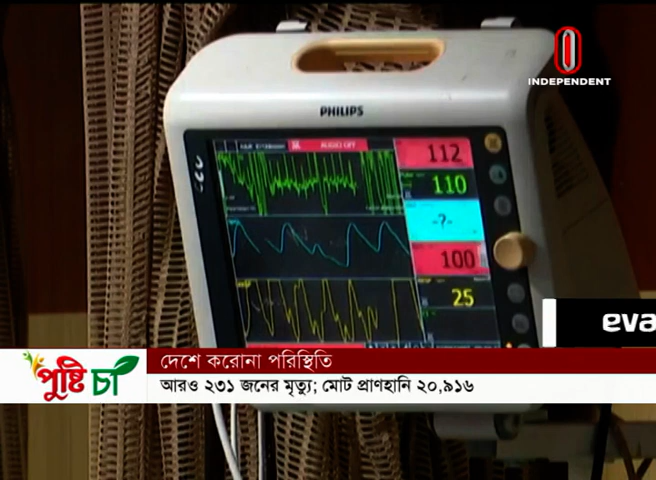 INDEPENDENT
PHILIPS
AUDIO OFF
112
110
-?-
100
25
eva
পুষ্টি চা
দেশে করোনা পরিস্থিতি
আরও ২৩১ জনের মৃত্যু; মোট প্রাণহানি ২০,৯১৬